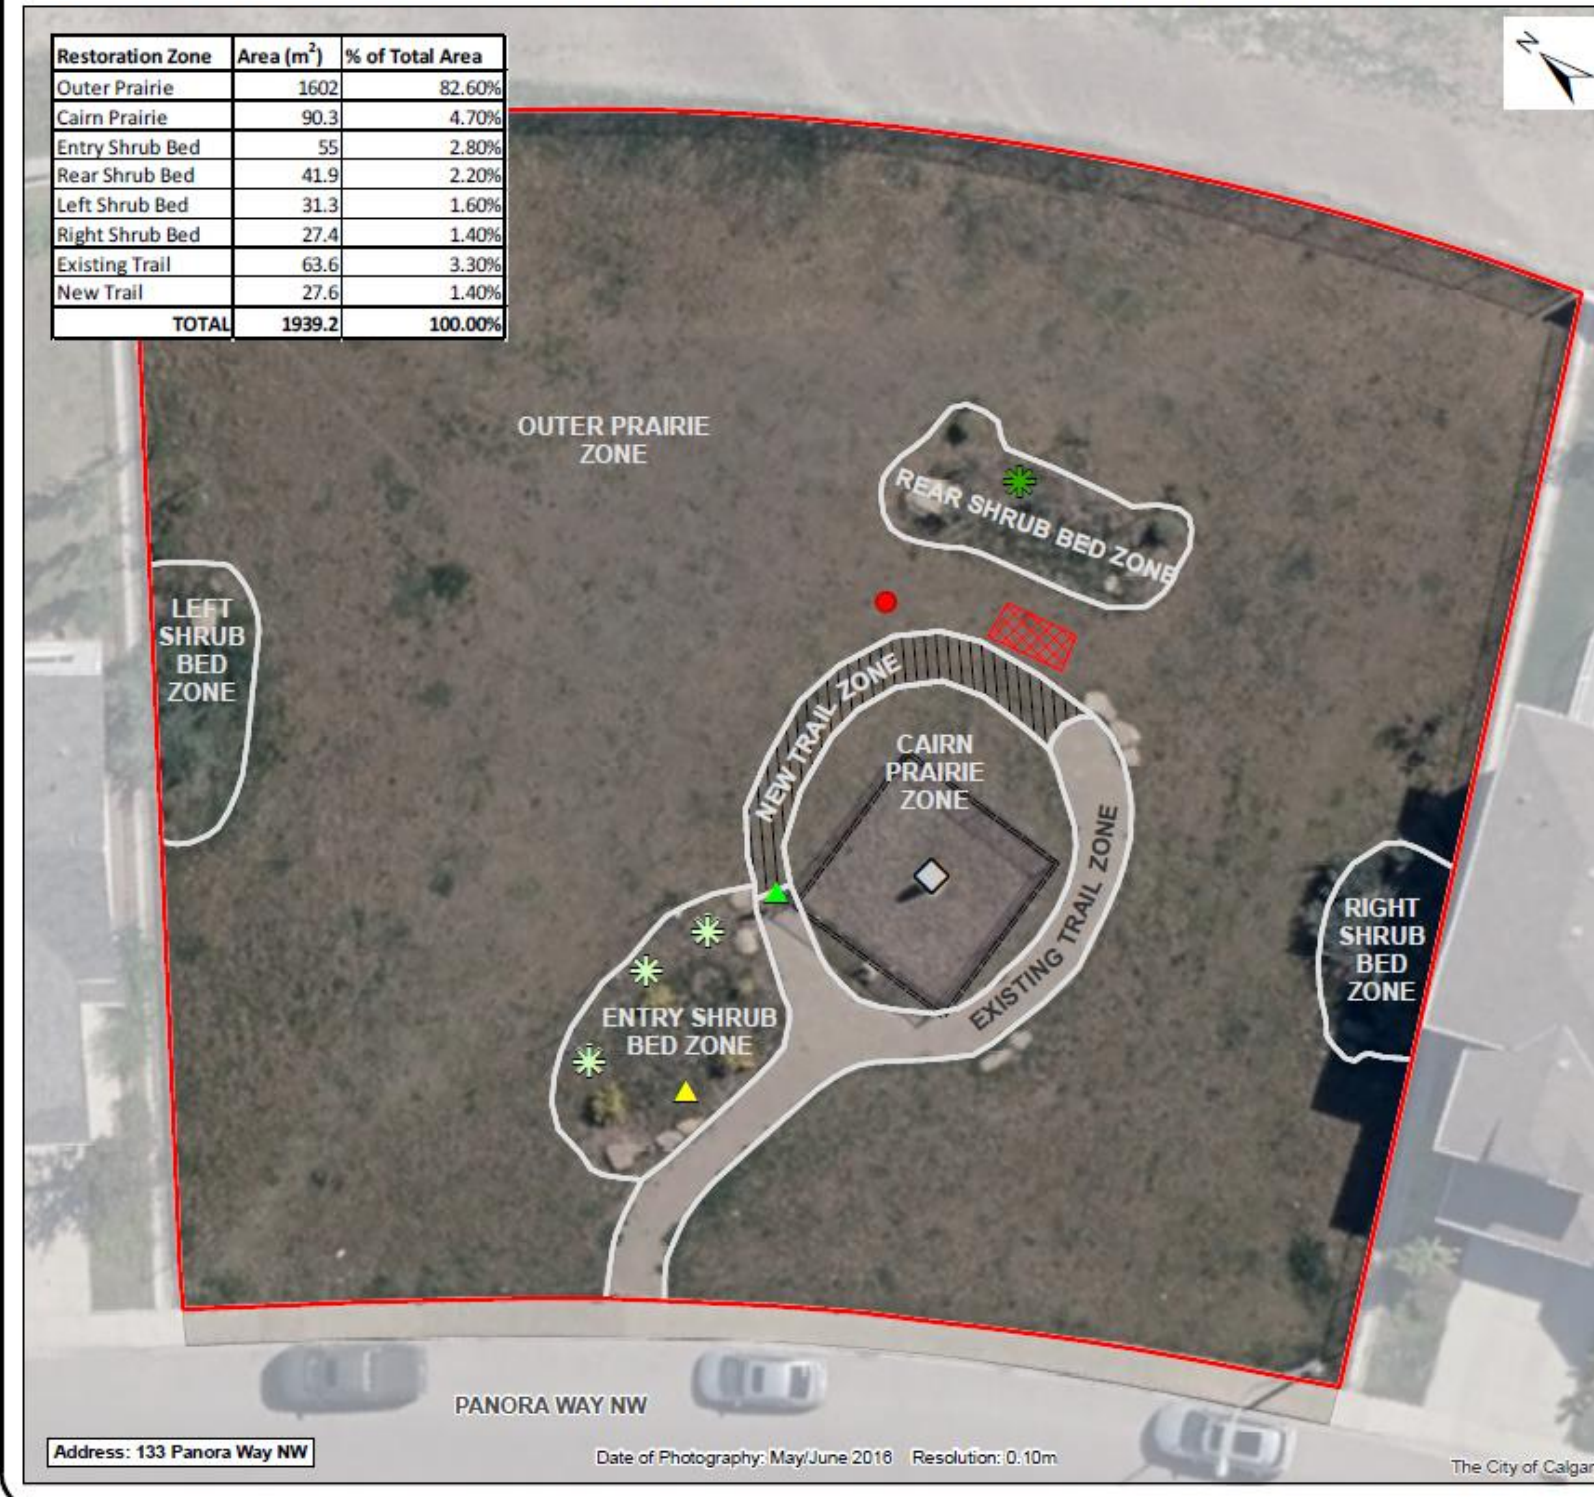 Restoration Zone Area (m²) % of Total Area
Outer Prairie 1602 82.60%
Cairn Prairie 90.3 4.70%
Entry Shrub Bed 55 2.80%
Rear Shrub Bed 41.9 2.20%
Left Shrub Bed 31.3 1.60%
Right Shrub Bed 27.4 1.40%
Existing Trail 63.6 3.30%
New Trail 27.6 1.40%
TOTAL 1939.2 100.00%
N
OUTER PRAIRIE
ZONE
REAR SHRUB BED ZONE
LEFT
SHRUB
BED
ZONE
NEW TRAIL ZONE
CAIRN
PRAIRIE
ZONE
EXISTING TRAIL ZONE
RIGHT
SHRUB
BED
ZONE
ENTRY SHRUB
BED ZONE
PANORA WAY NW
Address: 133 Panora Way NW
Date of Photography: May/June 2016 Resolution: 0.10m
The City of Calgar